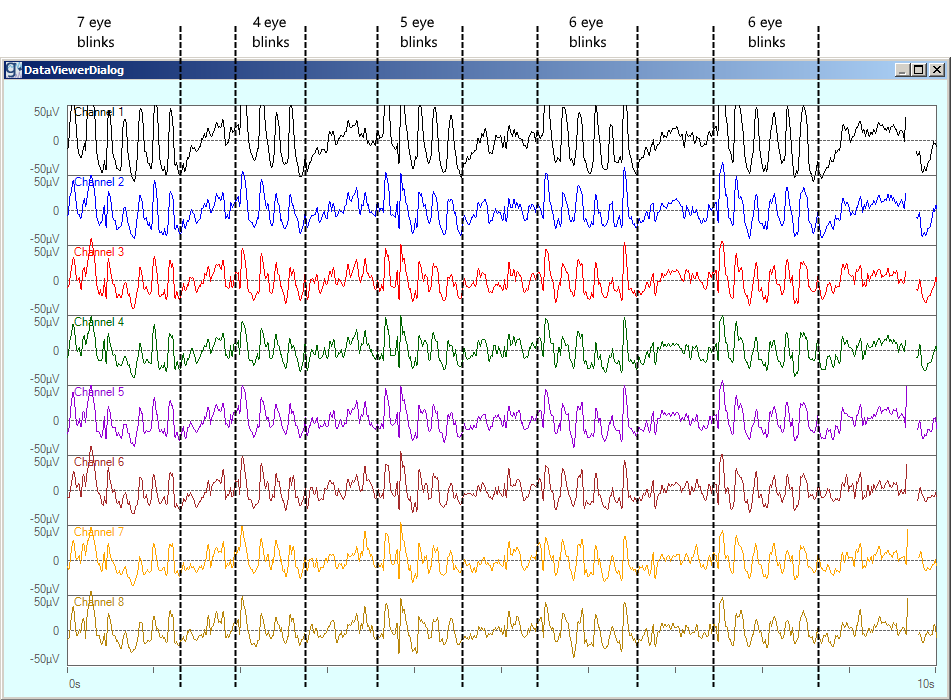 7 eye
blinks
4 eye
blinks
5 eye
blinks
6 eye
blinks
6 eye
blinks
DataViewerDialog
50µV
Channel 1
0
-50µV
50µV
Channel 2
0
-50µV
50µV
Channel 3
0
-50µV
50µV
Channel 4
0
-50µV
50µV
Channel 5
0
-50µV
50µV
Channel 6
0
-50µV
50µV
Channel 7
0
-50µV
50µV
Channel 8
0
-50µV
0s
10s